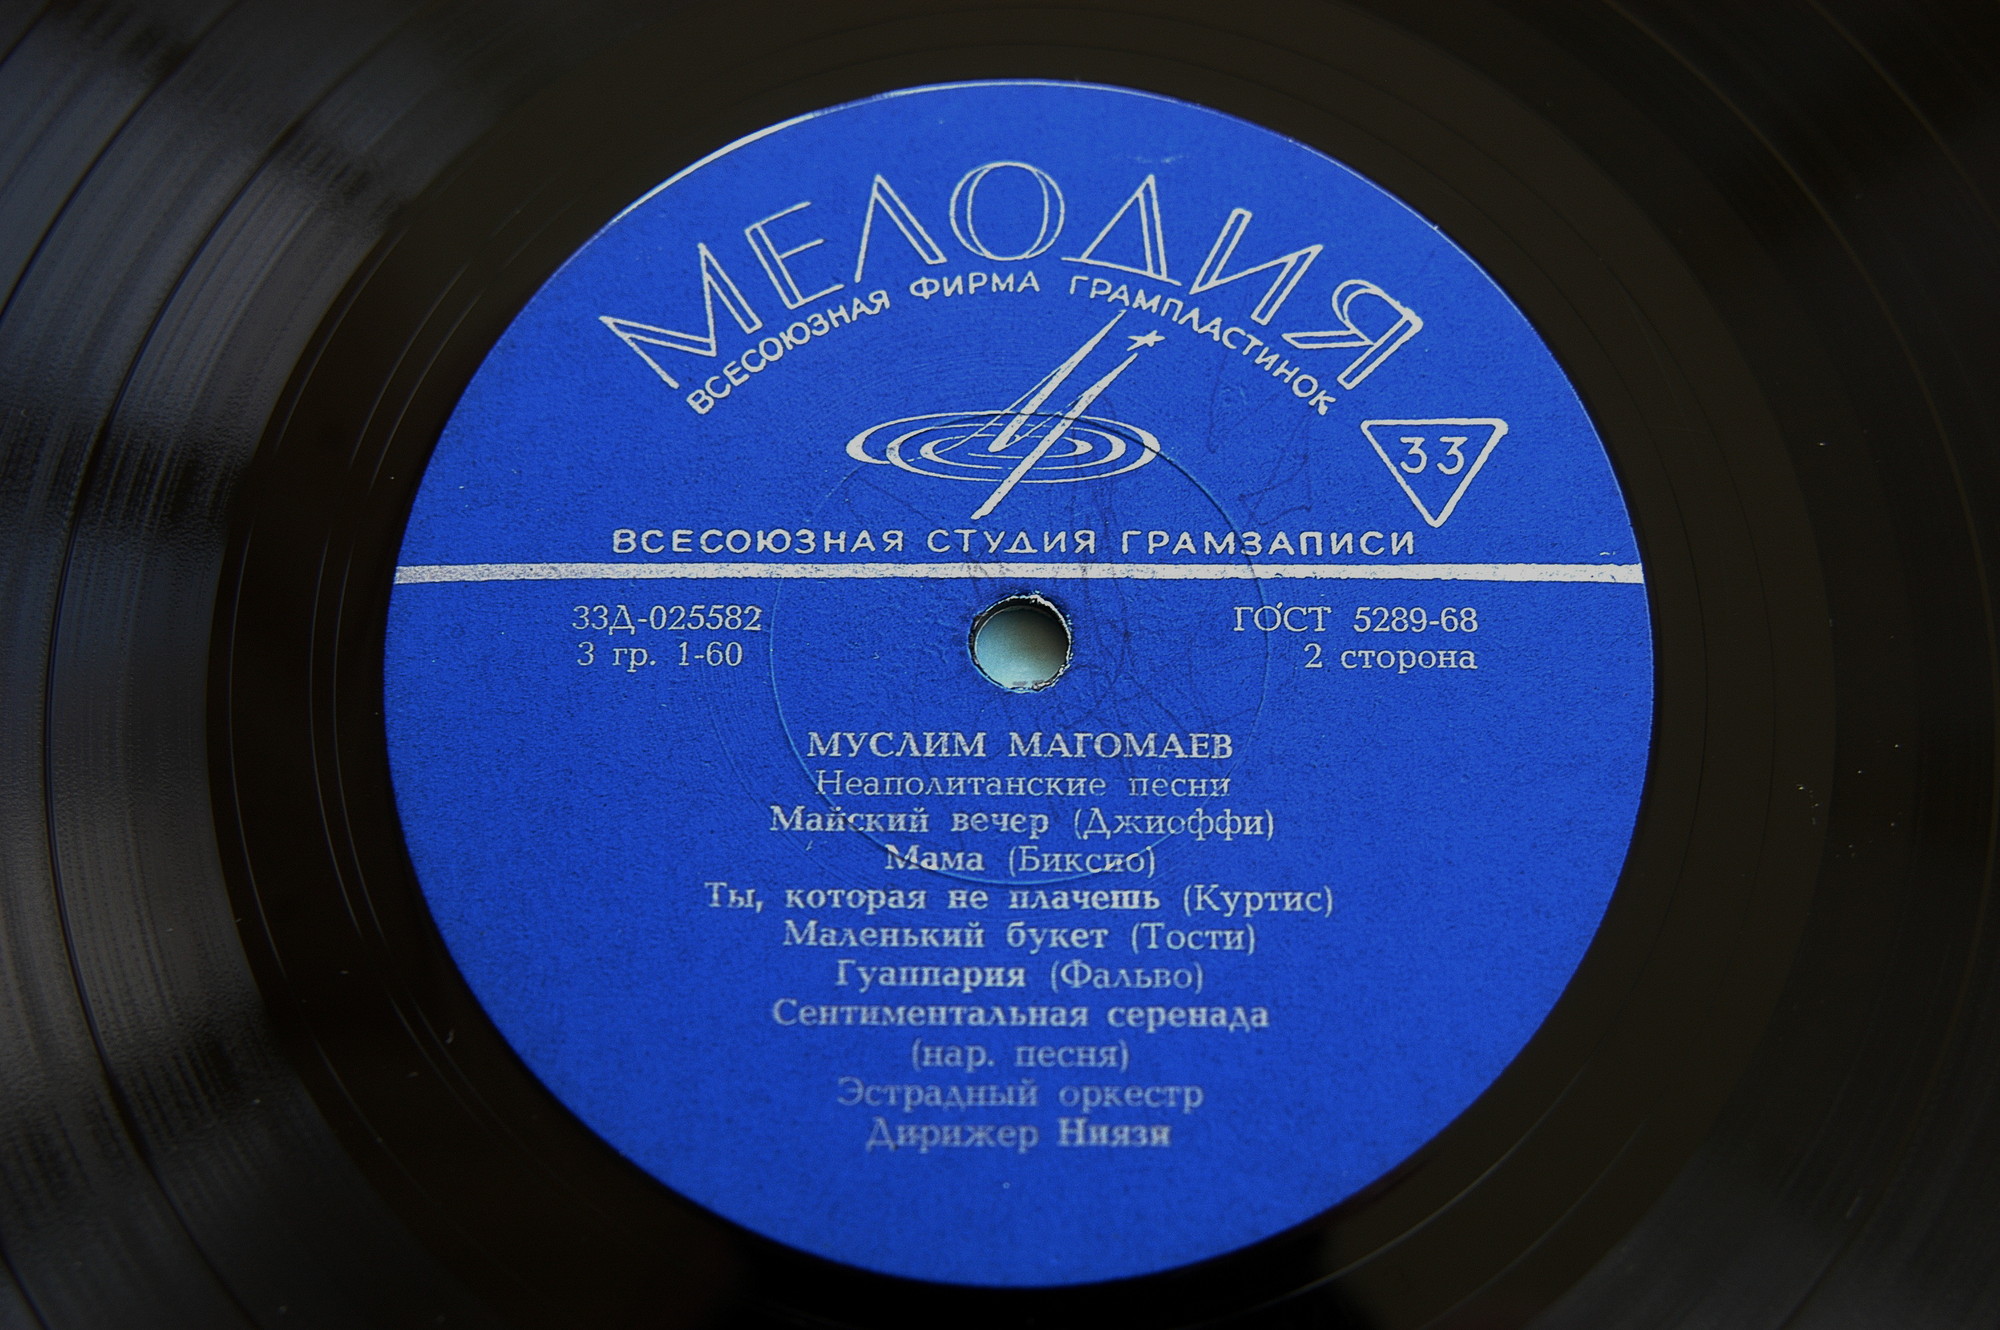 МЕЛОДИЯ
ВСЕСОЮЗНАЯ ФИРМА ГРАМПЛАСТИНОК
33
ВСЕСОЮЗНАЯ СТУДИЯ ГРАМЗАПИСИ
33Д-025582
ГОСТ 5289-68
3 гр. 1-60
2 сторона
МУСЛИМ МАГОМАЕВ
Неаполитанские песни
Майский вечер (Джиоффи)
Мама (Биксио)
Ты, которая не плачешь (Куртис)
Маленький букет (Тости)
Гуаппария (Фальво)
Сентиментальная серенада
(нар. песня)
Эстрадный оркестр
Дирижер Ниязи